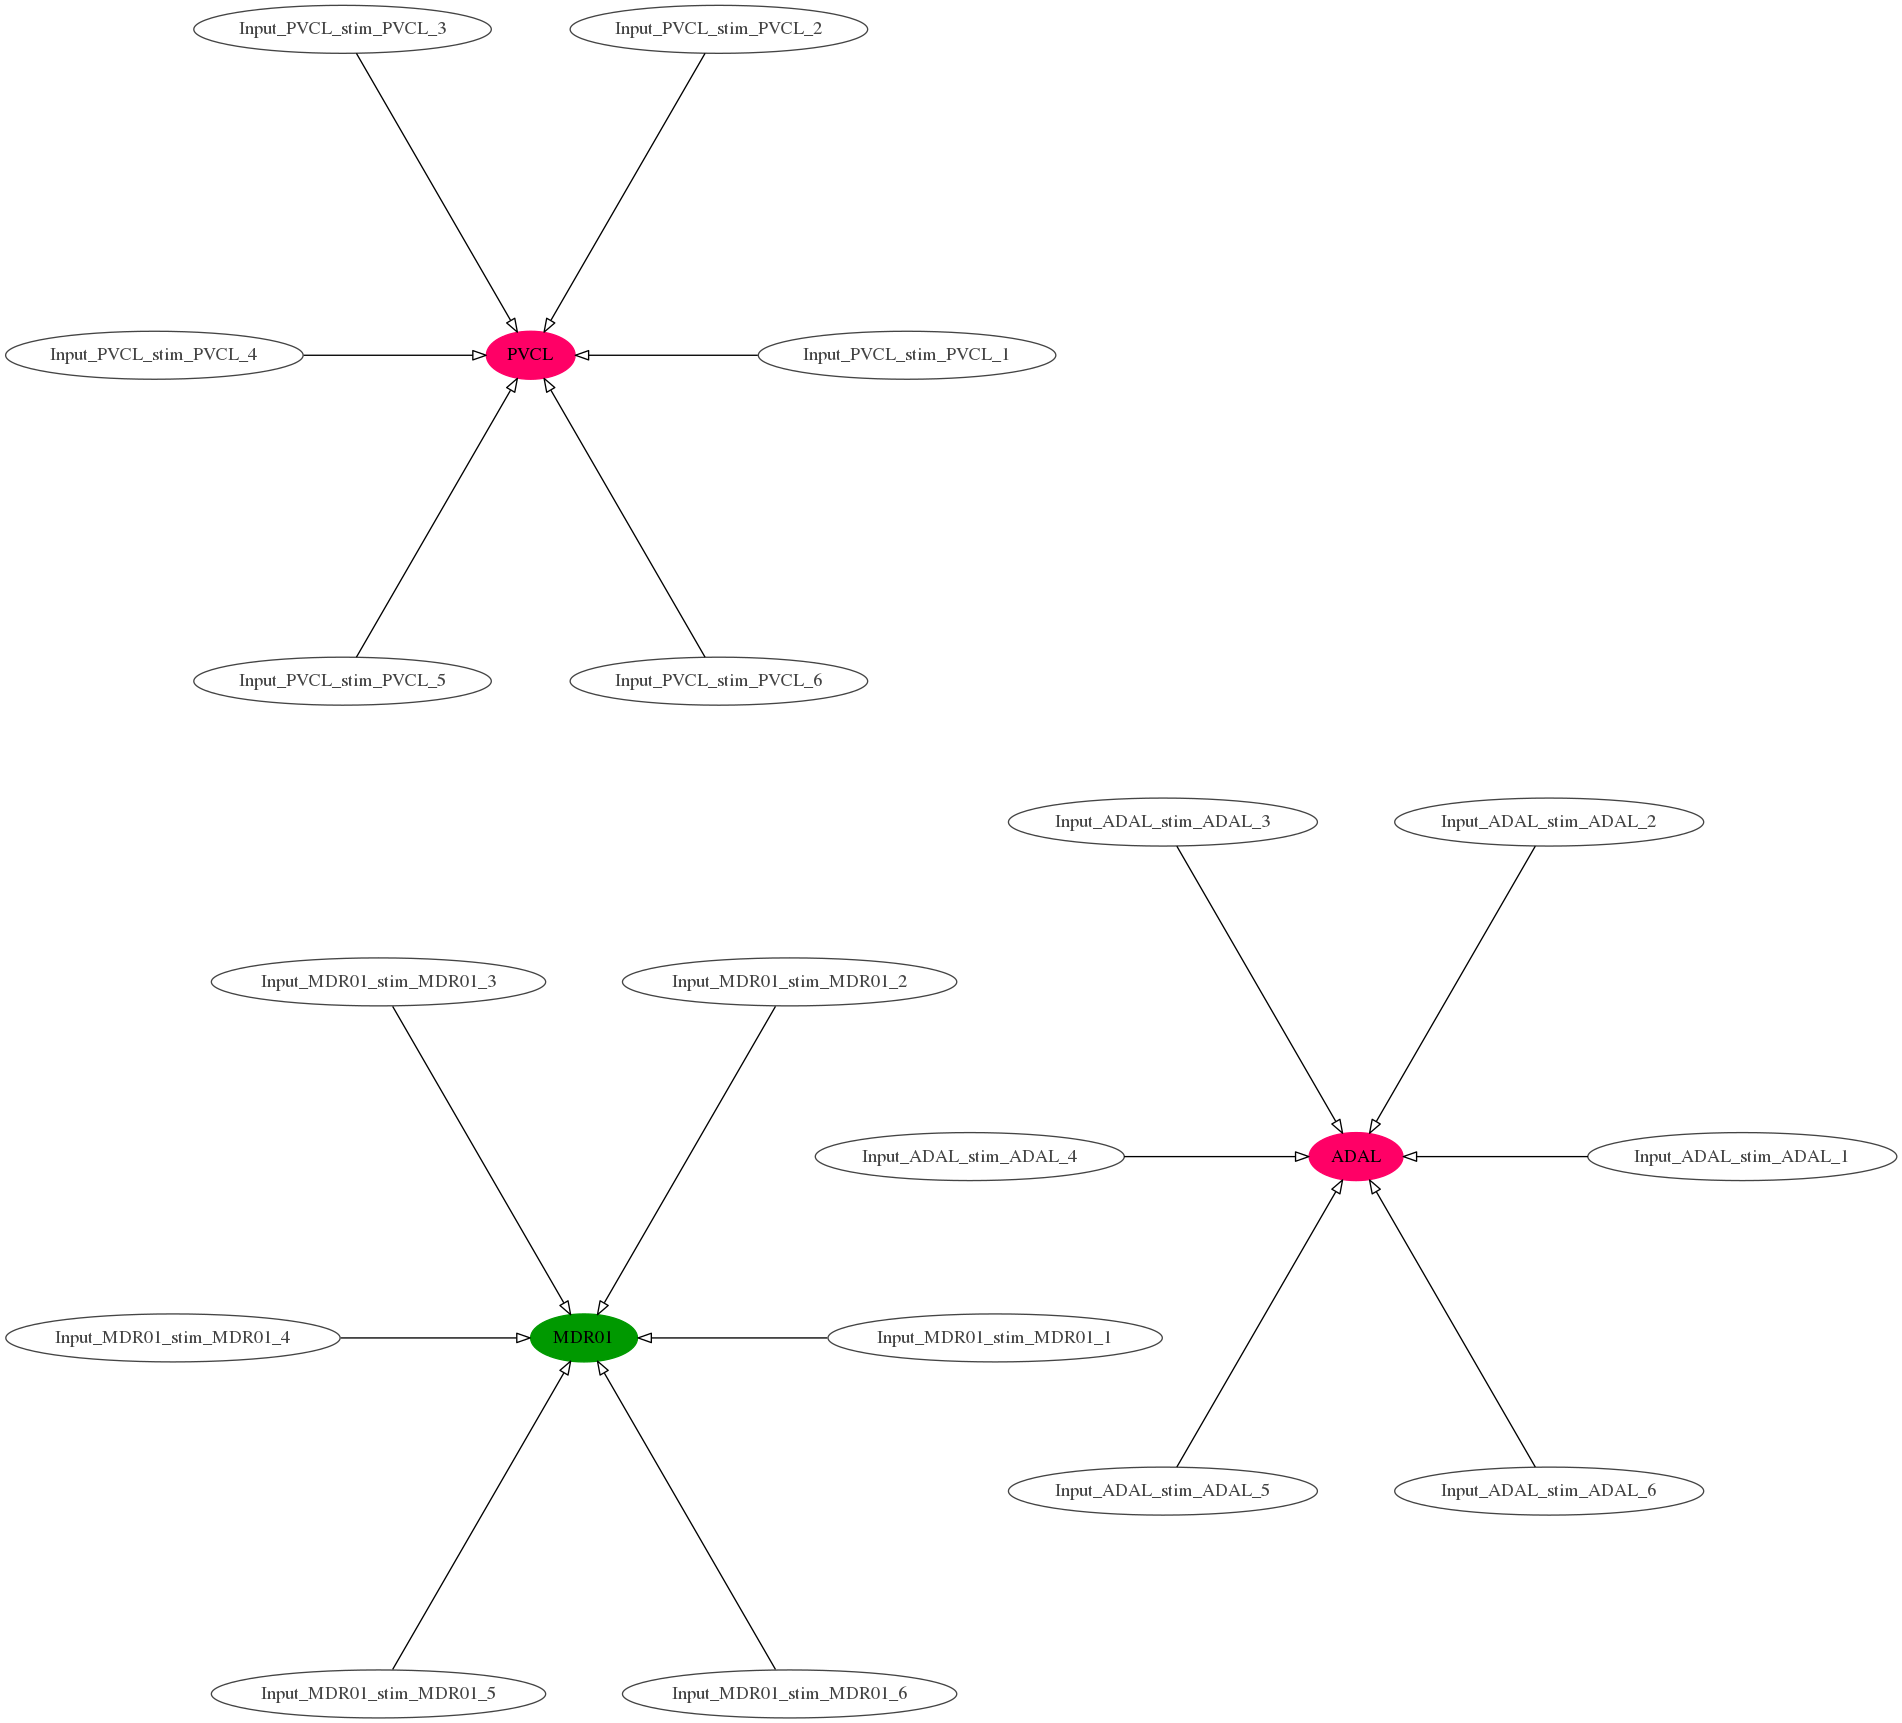 Input_PVCL_stim_PVCL_3
Input_PVCL_stim_PVCL_2
Input_PVCL_stim_PVCL_4
PVCL
Input_PVCL_stim_PVCL_1
Input_PVCL_stim_PVCL_5
Input_PVCL_stim_PVCL_6
Input_ADAL_stim_ADAL_3
Input_ADAL_stim_ADAL_2
Input_MDR01_stim_MDR01_3
Input_MDR01_stim_MDR01_2
Input_ADAL_stim_ADAL_4
ADAL
Input_ADAL_stim_ADAL_1
Input_MDR01_stim_MDR01_4
MDR01
Input_MDR01_stim_MDR01_1
Input_ADAL_stim_ADAL_5
Input_ADAL_stim_ADAL_6
Input_MDR01_stim_MDR01_5
Input_MDR01_stim_MDR01_6